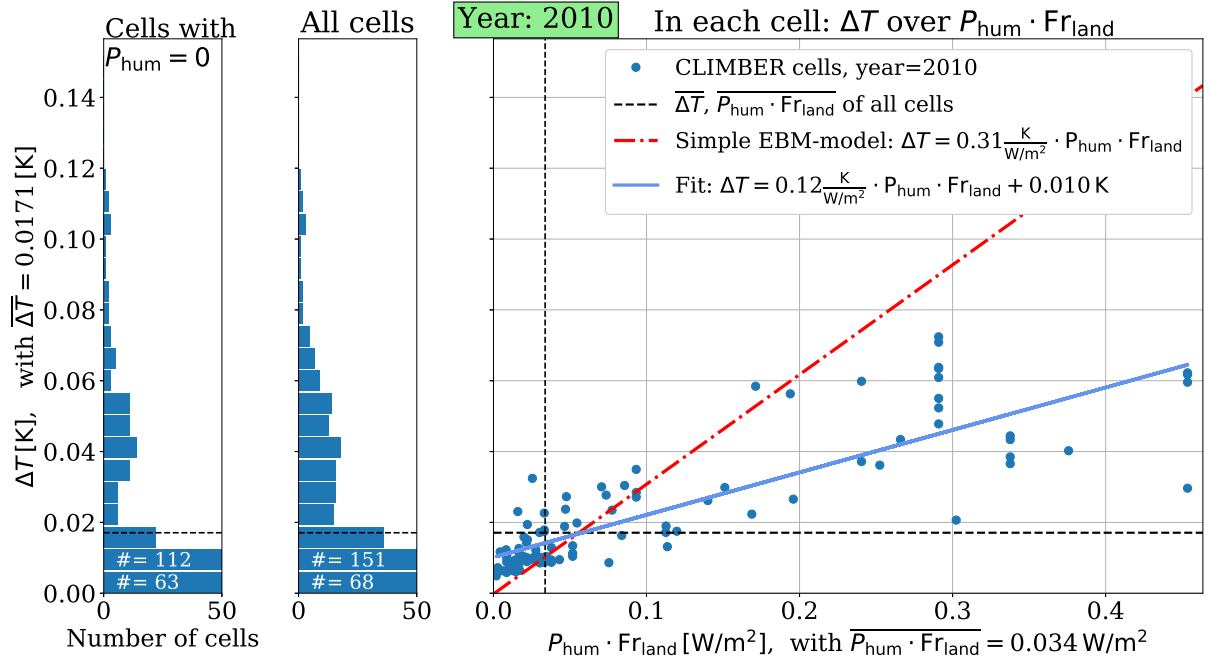 Cells with
P_hum = 0
All cells
Year: 2010
In each cell: ΔT over P_hum · Fr_land
CLIMBER cells, year=2010
ΔT, P_hum · Fr_land of all cells
Simple EBM-model: ΔT = 0.31 K/W/m² · P_hum · Fr_land
Fit: ΔT = 0.12 K/W/m² · P_hum · Fr_land + 0.010 K
ΔT [K], with ΔT = 0.0171 [K]
0.14
0.12
0.10
0.08
0.06
0.04
0.02
0.00
#= 112
#= 63
#= 151
#= 68
0 50
0 50
0.0 0.1 0.2 0.3 0.4
Number of cells
P_hum · Fr_land [W/m²], with P_hum · Fr_land = 0.034 W/m²